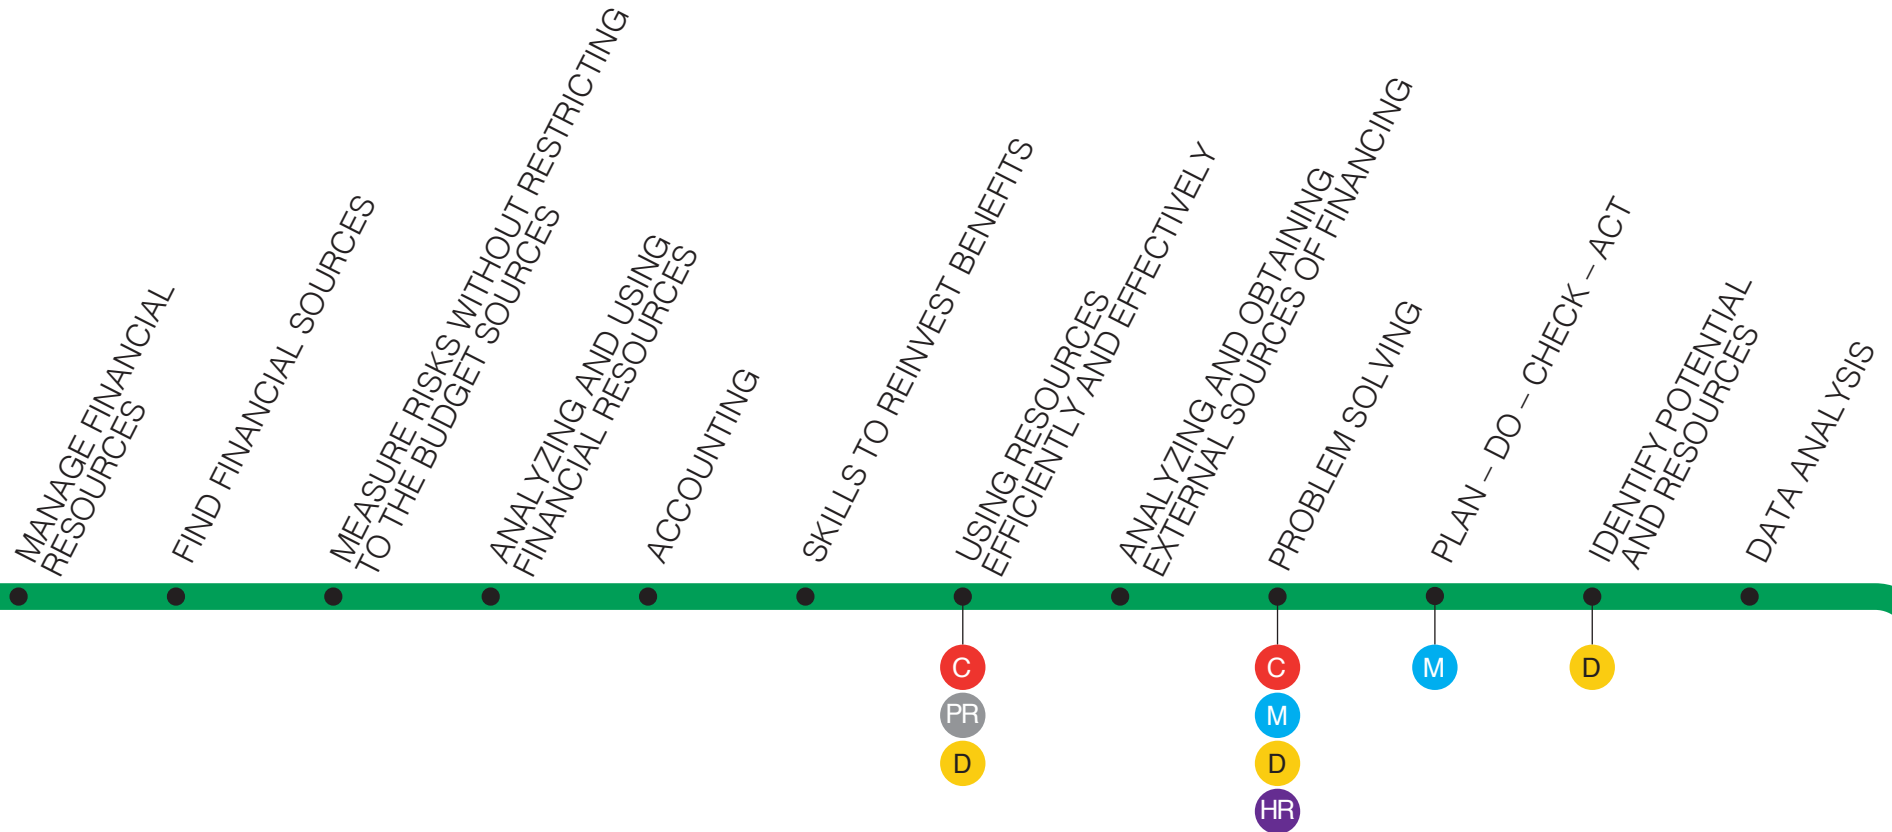 MANAGE FINANCIAL
RESOURCES
FIND FINANCIAL SOURCES
MEASURE RISKS WITHOUT RESTRICTING
TO THE BUDGET SOURCES
ANALYZING AND USING
FINANCIAL RESOURCES
ACCOUNTING
SKILLS TO REINVEST BENEFITS
USING RESOURCES
EFFICIENTLY AND EFFECTIVELY
ANALYZING AND OBTAINING
EXTERNAL SOURCES OF FINANCING
PROBLEM SOLVING
PLAN – DO – CHECK – ACT
IDENTIFY POTENTIAL
AND RESOURCES
DATA ANALYSIS
C
PR
D
C
M
D
HR
M
D